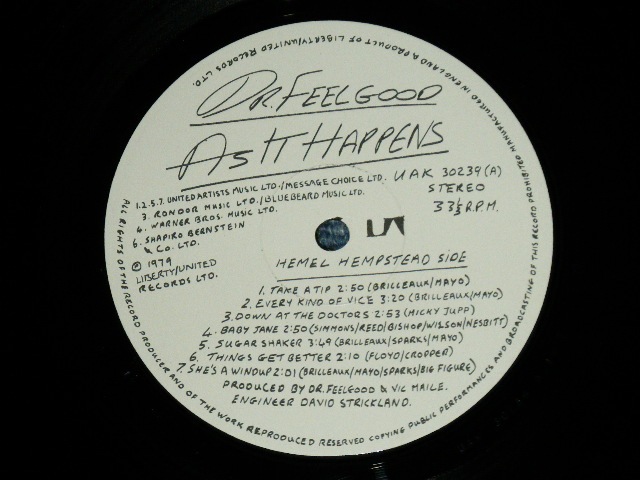 DR. FEELGOOD
AS IT HAPPENS
1.2.5.7. UNITED ARTISTS MUSIC LTD./MESSAGE CHOICE LTD.
3. RONDOR MUSIC LTD./BLUEBEARD MUSIC LTD.
4. WARNER BROS. MUSIC LTD.
6. SHAPIRO BERNSTEIN
& CO. LTD.
Ⓟ 1979
LIBERTY/UNITED
RECORDS LTD.
UAK 30239 (A)
STEREO
33⅓ R.P.M.
UA
HEMEL HEMPSTEAD SIDE
1. TAKE A TIP 2:50 (BRILLEAUX/MAYO)
2. EVERY KIND OF VICE 3:20 (BRILLEAUX/MAYO)
3. DOWN AT THE DOCTORS 2:53 (MICKY JUPP)
4. BABY JANE 2:50 (SIMMONS/REED/BISHOP/WILSON/NESBITT)
5. SUGAR SHAKER 3:49 (BRILLEAUX/SPARKS/MAYO)
6. THINGS GET BETTER 2:10 (FLOYD/CROPPER)
7. SHE'S A WINDUP 2:01 (BRILLEAUX/MAYO/SPARKS/BIG FIGURE)
PRODUCED BY DR. FEELGOOD & VIC MAILE.
ENGINEER DAVID STRICKLAND.
ALL RIGHTS OF THE RECORD PRODUCER AND OF THE WORK REPRODUCED RESERVED COPYING PUBLIC PERFORMANCES AND BROADCASTING OF THIS RECORD PROHIBITED MANUFACTURED IN ENGLAND A PRODUCT OF LIBERTY/UNITED RECORDS LTD.